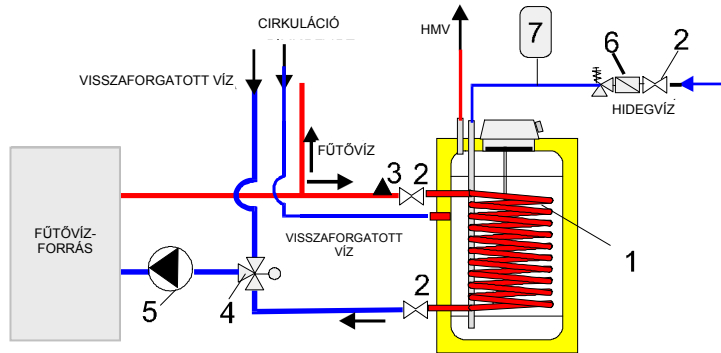 CIRKULÁCIÓ
HMV
7
6
2
VISSZAFORGATOTT VÍZ
HIDEGVÍZ
FŰTŐVÍZ
3
2
FŰTŐVÍZ-
FORRÁS
VISSZAFORGATOTT
VÍZ
1
2
5
4